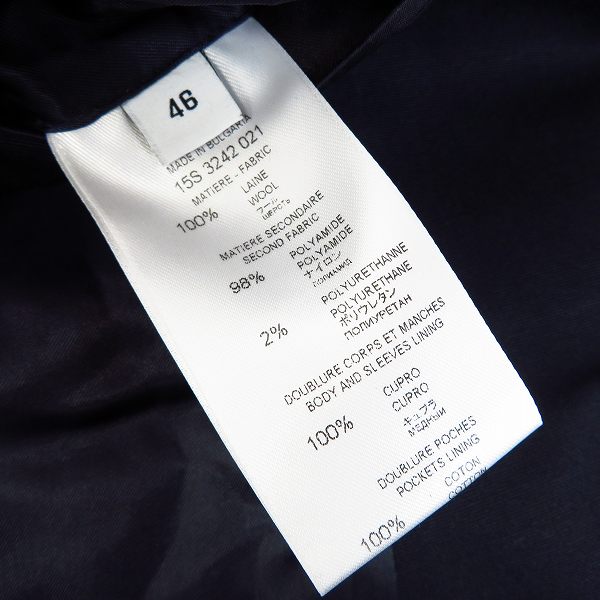 46
MADE IN BULGARIA
15S 3242 021
MATIERE - FABRIC
100% LAINE
WOOL
ウール
ШЕРСТЬ
MATIERE SECONDAIRE
SECOND FABRIC
98% POLYAMIDE
POLYAMIDE
ナイロン
ПОЛИАМИД
2% POLYURETHANNE
POLYURETHANE
ポリウレタン
ПОЛИУРЕТАН
DOUBLURE CORPS ET MANCHES
BODY AND SLEEVES LINING
100% CUPRO
CUPRO
キュプラ
МЕДНЫЙ
DOUBLURE POCHES
POCKETS LINING
100% COTON
COTTON